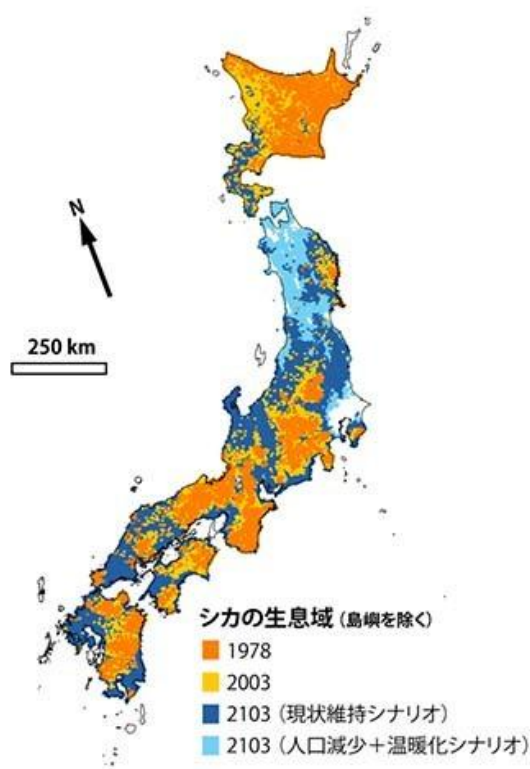 N
250 km
シカの生息域 (島嶼を除く)
1978
2003
2103 (現状維持シナリオ)
2103 (人口減少+温暖化シナリオ)